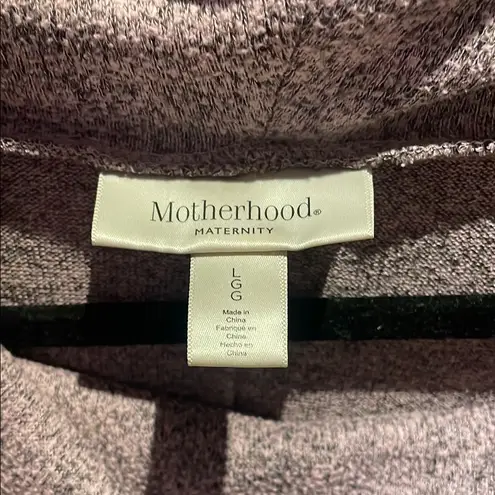 Motherhood®
MATERNITY
L
G
G
Made in
China
Fabriqué en
Chine
Hecho en
China